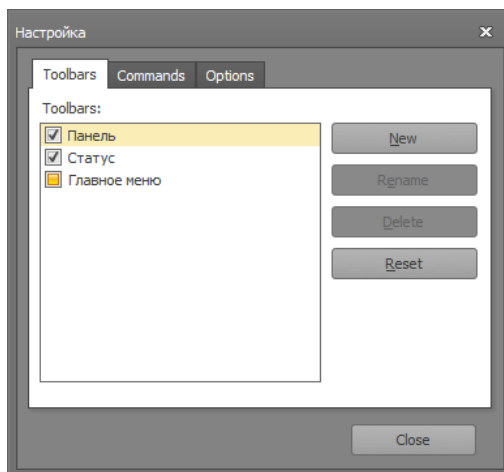 Настройка
Toolbars Commands Options
Toolbars:
Панель
Статус
Главное меню
New
Rename
Delete
Reset
Close